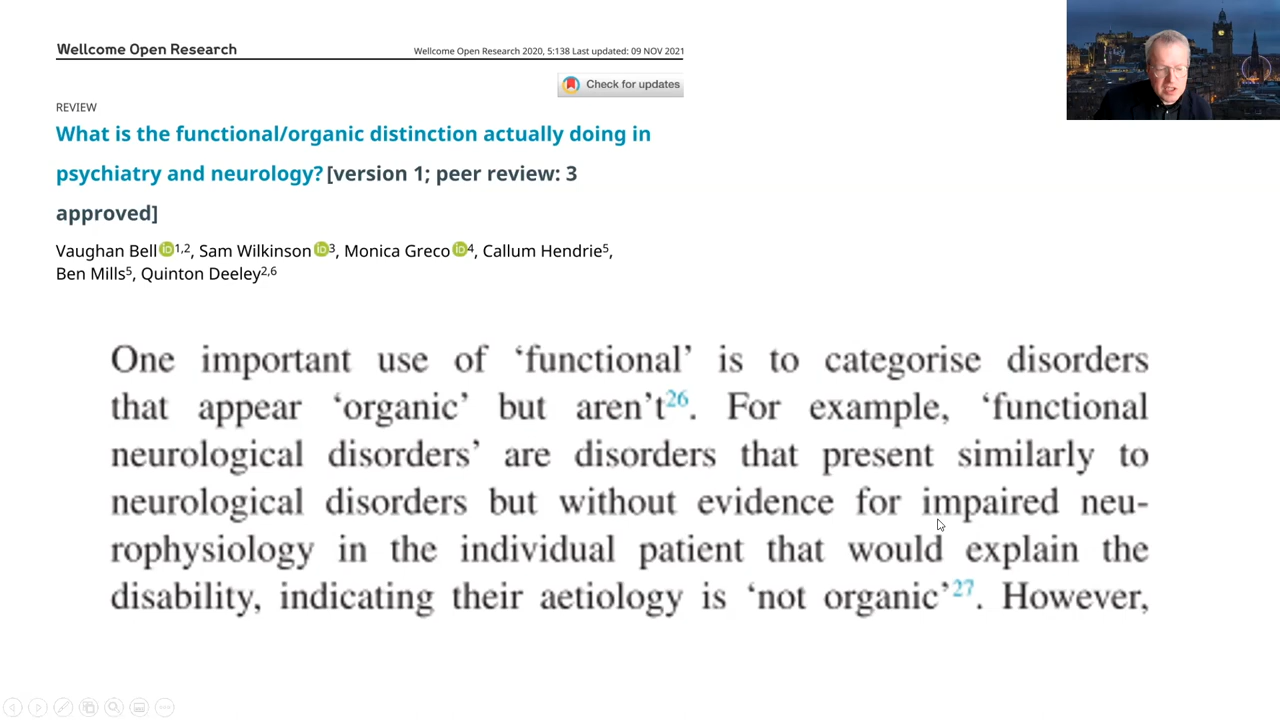 Wellcome Open Research
Wellcome Open Research 2020, 5:138 Last updated: 09 NOV 2021
Check for updates
REVIEW
What is the functional/organic distinction actually doing in
psychiatry and neurology? [version 1; peer review: 3
approved]
Vaughan Bell iD 1,2, Sam Wilkinson iD 3, Monica Greco iD 4, Callum Hendrie5,
Ben Mills5, Quinton Deeley2,6
One important use of ‘functional’ is to categorise disorders
that appear ‘organic’ but aren’t26. For example, ‘functional
neurological disorders’ are disorders that present similarly to
neurological disorders but without evidence for impaired neu-
rophysiology in the individual patient that would explain the
disability, indicating their aetiology is ‘not organic’27. However,